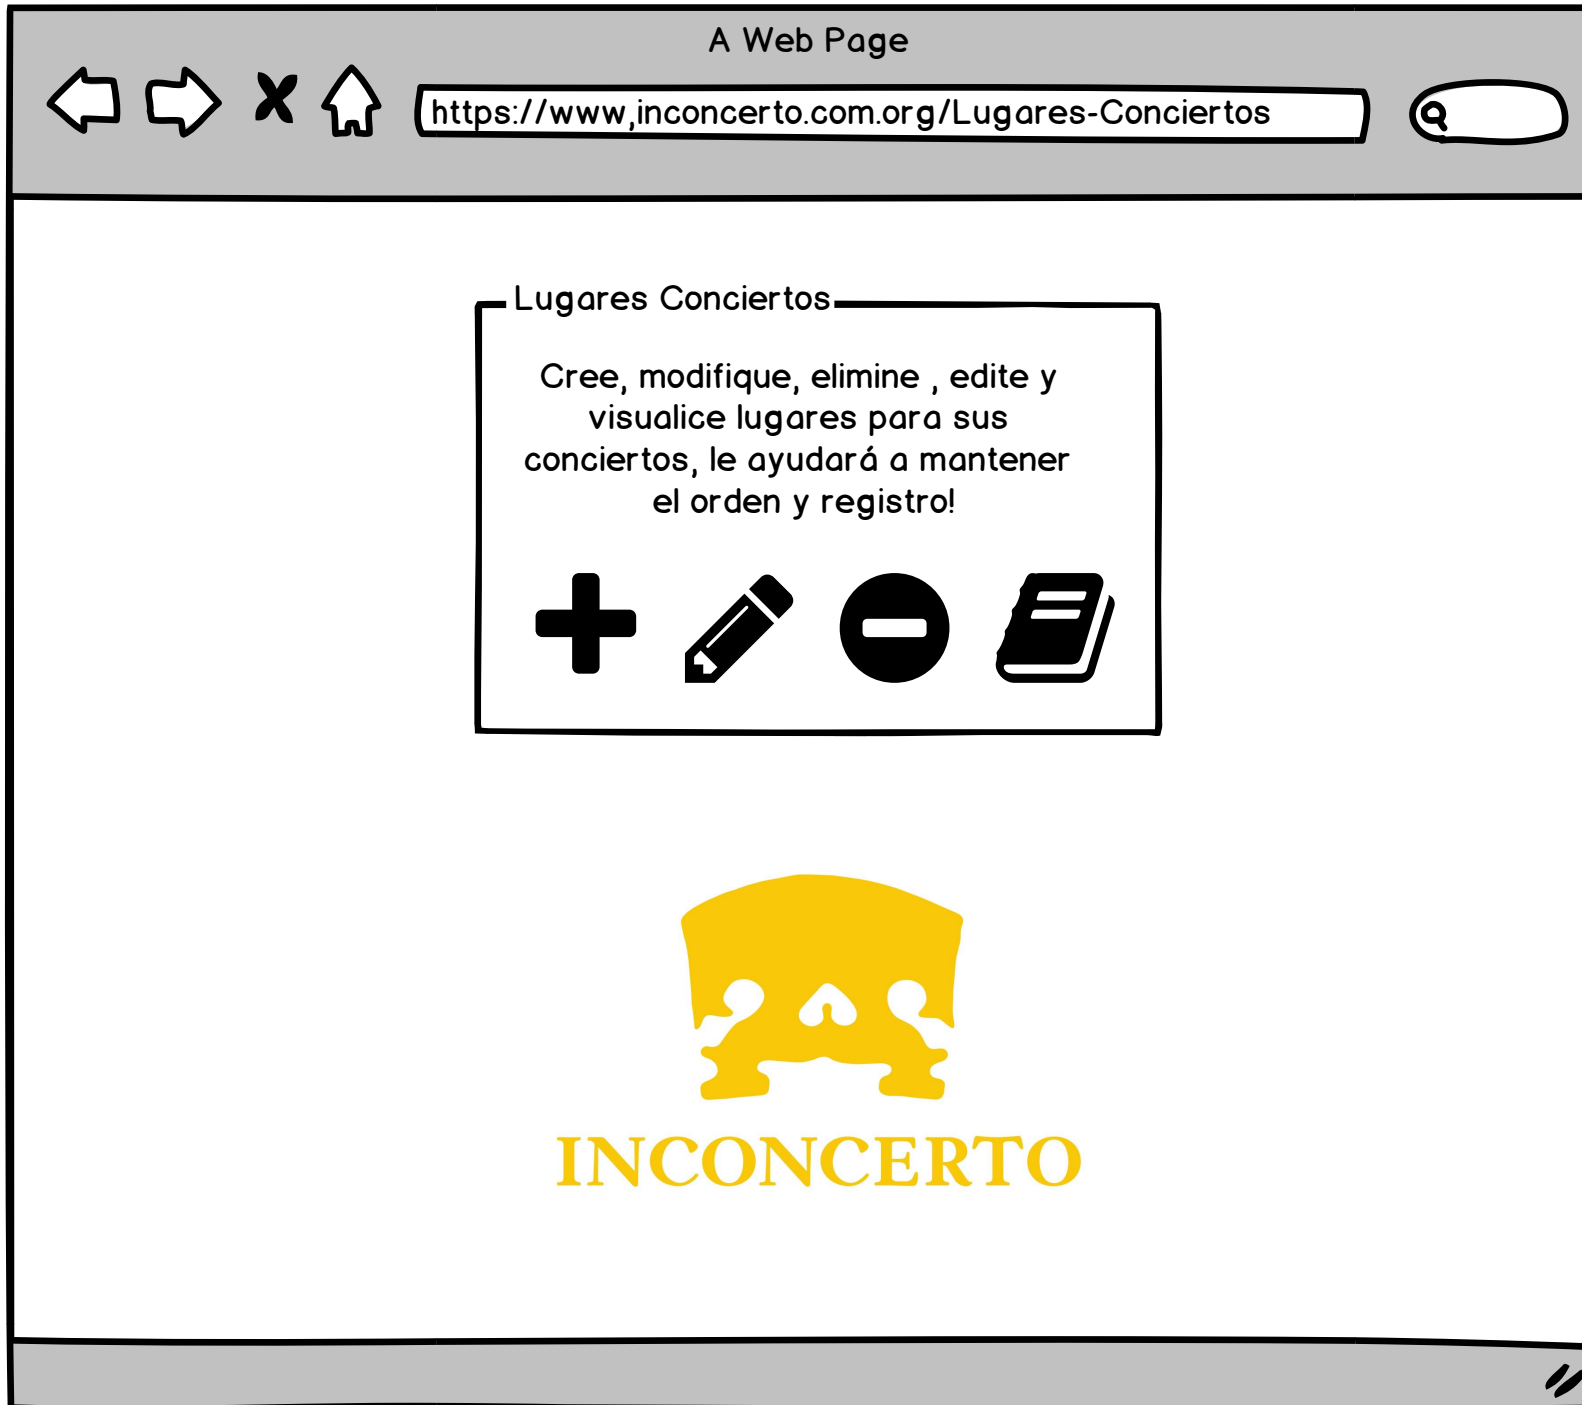 A Web Page
https://www,inconcerto.com.org/Lugares-Conciertos
Lugares Conciertos
Cree, modifique, elimine , edite y
visualice lugares para sus
conciertos, le ayudará a mantener
el orden y registro!
INCONCERTO